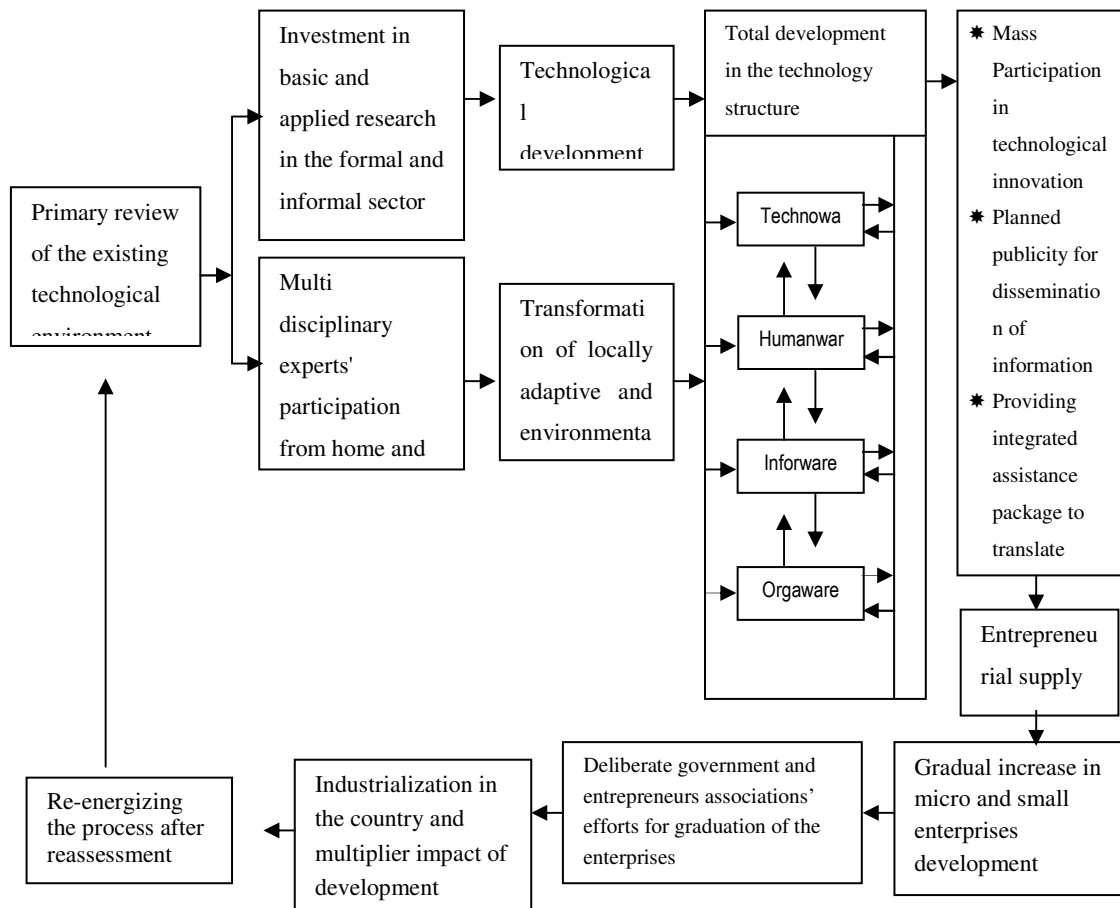 Primary review
of the existing
technological
environment
Investment in
basic and
applied research
in the formal and
informal sector
Multi
disciplinary
experts'
participation
from home and
Technologica
l
development
Transformati
on of locally
adaptive and
environmenta
Total development
in the technology
structure
Technowa
Humanwar
Inforware
Orgaware
✷ Mass
Participation
in
technological
innovation
✷ Planned
publicity for
disseminatio
n of
information
✷ Providing
integrated
assistance
package to
translate
Entrepreneu
rial supply
Gradual increase in
micro and small
enterprises
development
Deliberate government and
entrepreneurs associations’
efforts for graduation of the
enterprises
Industrialization in
the country and
multiplier impact of
development
Re-energizing
the process after
reassessment